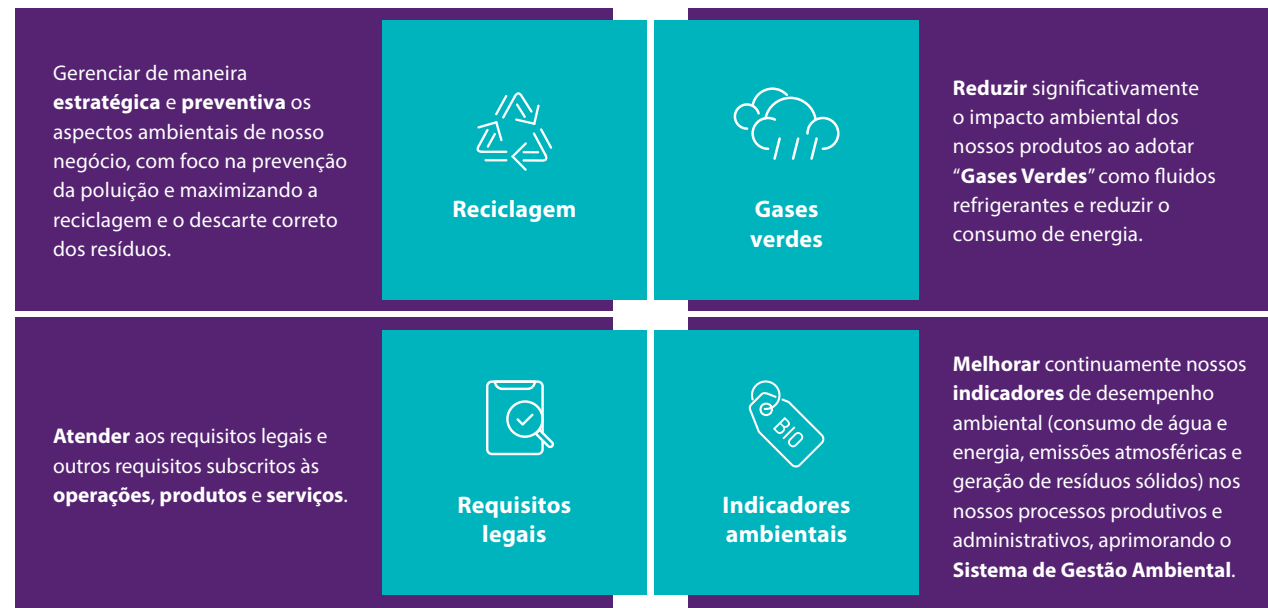 Gerenciar de maneira
estratégica e preventiva os
aspectos ambientais de nosso
negócio, com foco na prevenção
da poluição e maximizando a
reciclagem e o descarte correto
dos resíduos.
Reciclagem
Gases
verdes
Reduzir significativamente
o impacto ambiental dos
nossos produtos ao adotar
“Gases Verdes” como fluidos
refrigerantes e reduzir o
consumo de energia.
Atender aos requisitos legais e
outros requisitos subscritos às
operações, produtos e serviços.
Requisitos
legais
BIO
Indicadores
ambientais
Melhorar continuamente nossos
indicadores de desempenho
ambiental (consumo de água e
energia, emissões atmosféricas e
geração de resíduos sólidos) nos
nossos processos produtivos e
administrativos, aprimorando o
Sistema de Gestão Ambiental.